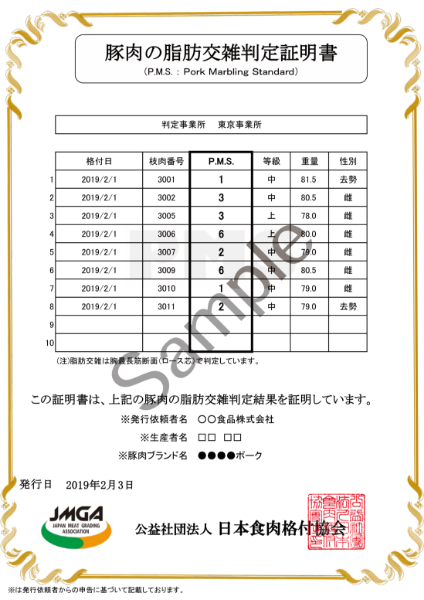 豚肉の脂肪交雑判定証明書
(P.M.S. : Pork Marbling Standard)
判定事業所 東京事業所
格付日 枝肉番号 P.M.S. 等級 重量 性別
1 2019/2/1 3001 1 中 81.5 去勢
2 2019/2/1 3002 3 中 80.5 雌
3 2019/2/1 3005 3 上 78.0 雌
4 2019/2/1 3006 6 上 80.0 雌
5 2019/2/1 3007 2 中 79.0 雌
6 2019/2/1 3009 6 中 80.5 雌
7 2019/2/1 3010 1 中 79.0 雌
8 2019/2/1 3011 2 中 79.0 去勢
9
10
PMS
Sample
(注)脂肪交雑は胸最長筋断面(ロース芯)で判定しています。
この証明書は、上記の豚肉の脂肪交雑判定結果を証明しています。
※発行依頼者名 〇〇食品株式会社
※生産者名 □□ □□
※豚肉ブランド名 ●●●●ポーク
発行日 2019年2月3日
JMGA
JAPAN MEAT GRADING
ASSOCIATION
公益社団法人 日本食肉格付協会
※は発行依頼者からの申告に基づいて記載しております。